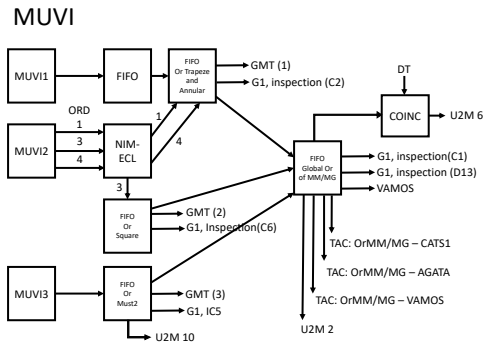 MUVI
MUVI1
FIFO
FIFO
Or Trapeze
and
Annular
GMT (1)
G1, inspection (C2)
DT
COINC
U2M 6
ORD
1
3
4
MUVI2
NIM-
ECL
1
4
3
FIFO
Global Or
of MM/MG
G1, inspection(C1)
G1, inspection (D13)
VAMOS
FIFO
Or
Square
GMT (2)
G1, Inspection(C6)
TAC: OrMM/MG – CATS1
TAC: OrMM/MG – AGATA
TAC: OrMM/MG – VAMOS
U2M 2
MUVI3
FIFO
Or
Must2
GMT (3)
G1, IC5
U2M 10